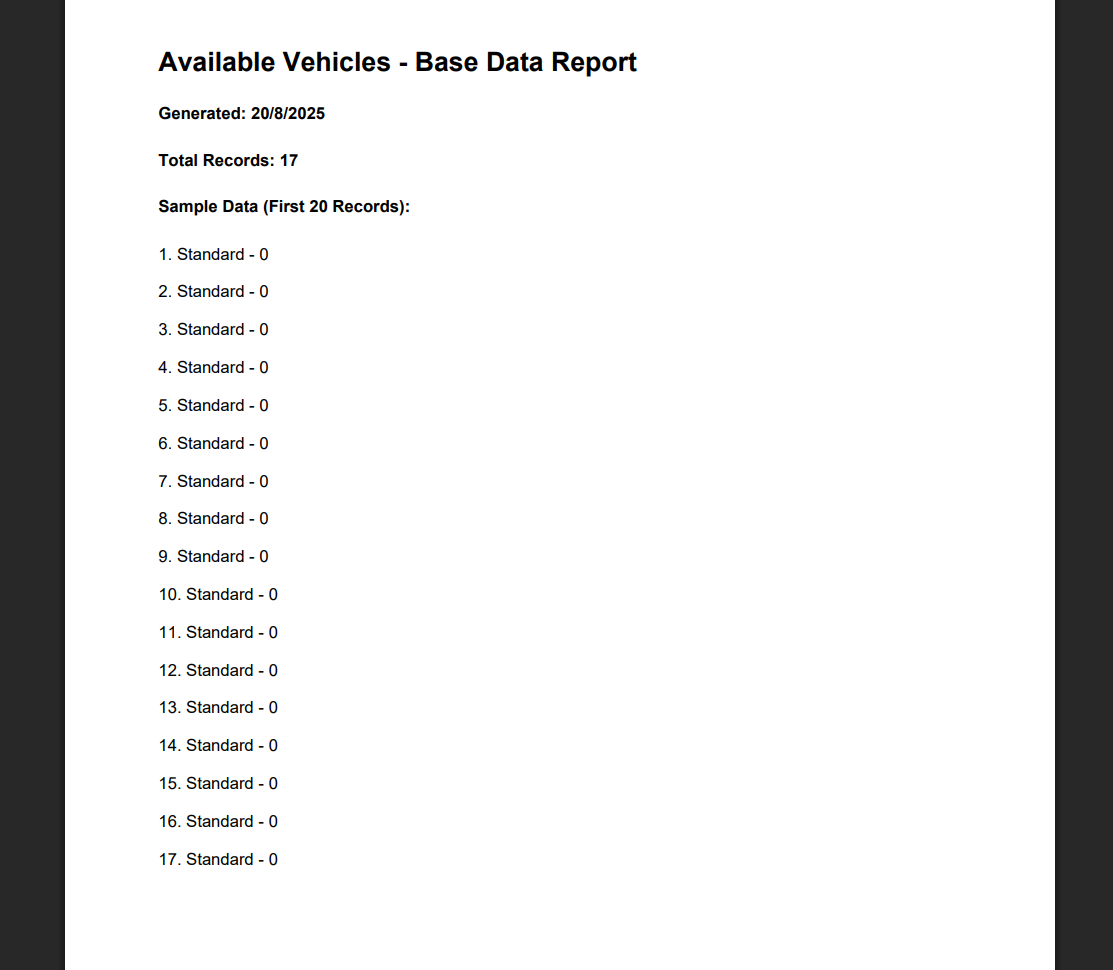 Available Vehicles - Base Data Report
Generated: 20/8/2025
Total Records: 17
Sample Data (First 20 Records):
1. Standard - 0
2. Standard - 0
3. Standard - 0
4. Standard - 0
5. Standard - 0
6. Standard - 0
7. Standard - 0
8. Standard - 0
9. Standard - 0
10. Standard - 0
11. Standard - 0
12. Standard - 0
13. Standard - 0
14. Standard - 0
15. Standard - 0
16. Standard - 0
17. Standard - 0